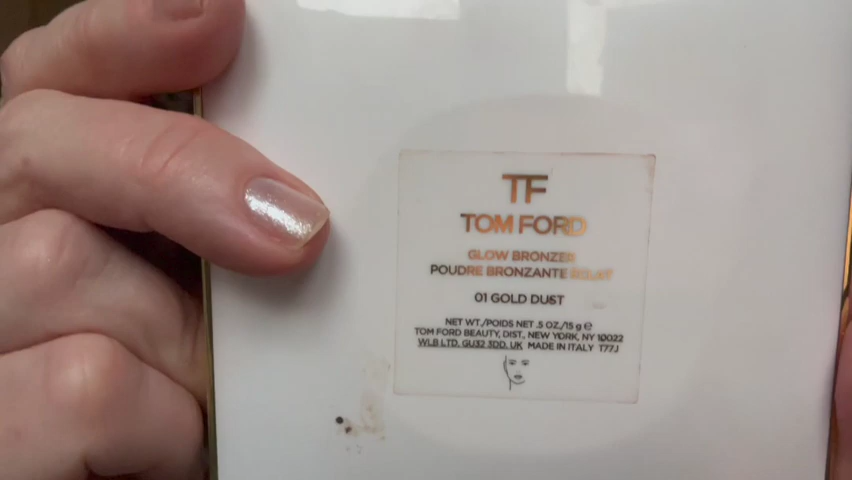 TF
TOM FORD
GLOW BRONZER
POUDRE BRONZANTE ÉCLAT
01 GOLD DUST
NET WT./POIDS NET .5 OZ./15 g ℮
TOM FORD BEAUTY, DIST., NEW YORK, NY 10022
WLB LTD. GU32 3DD. UK MADE IN ITALY T77J